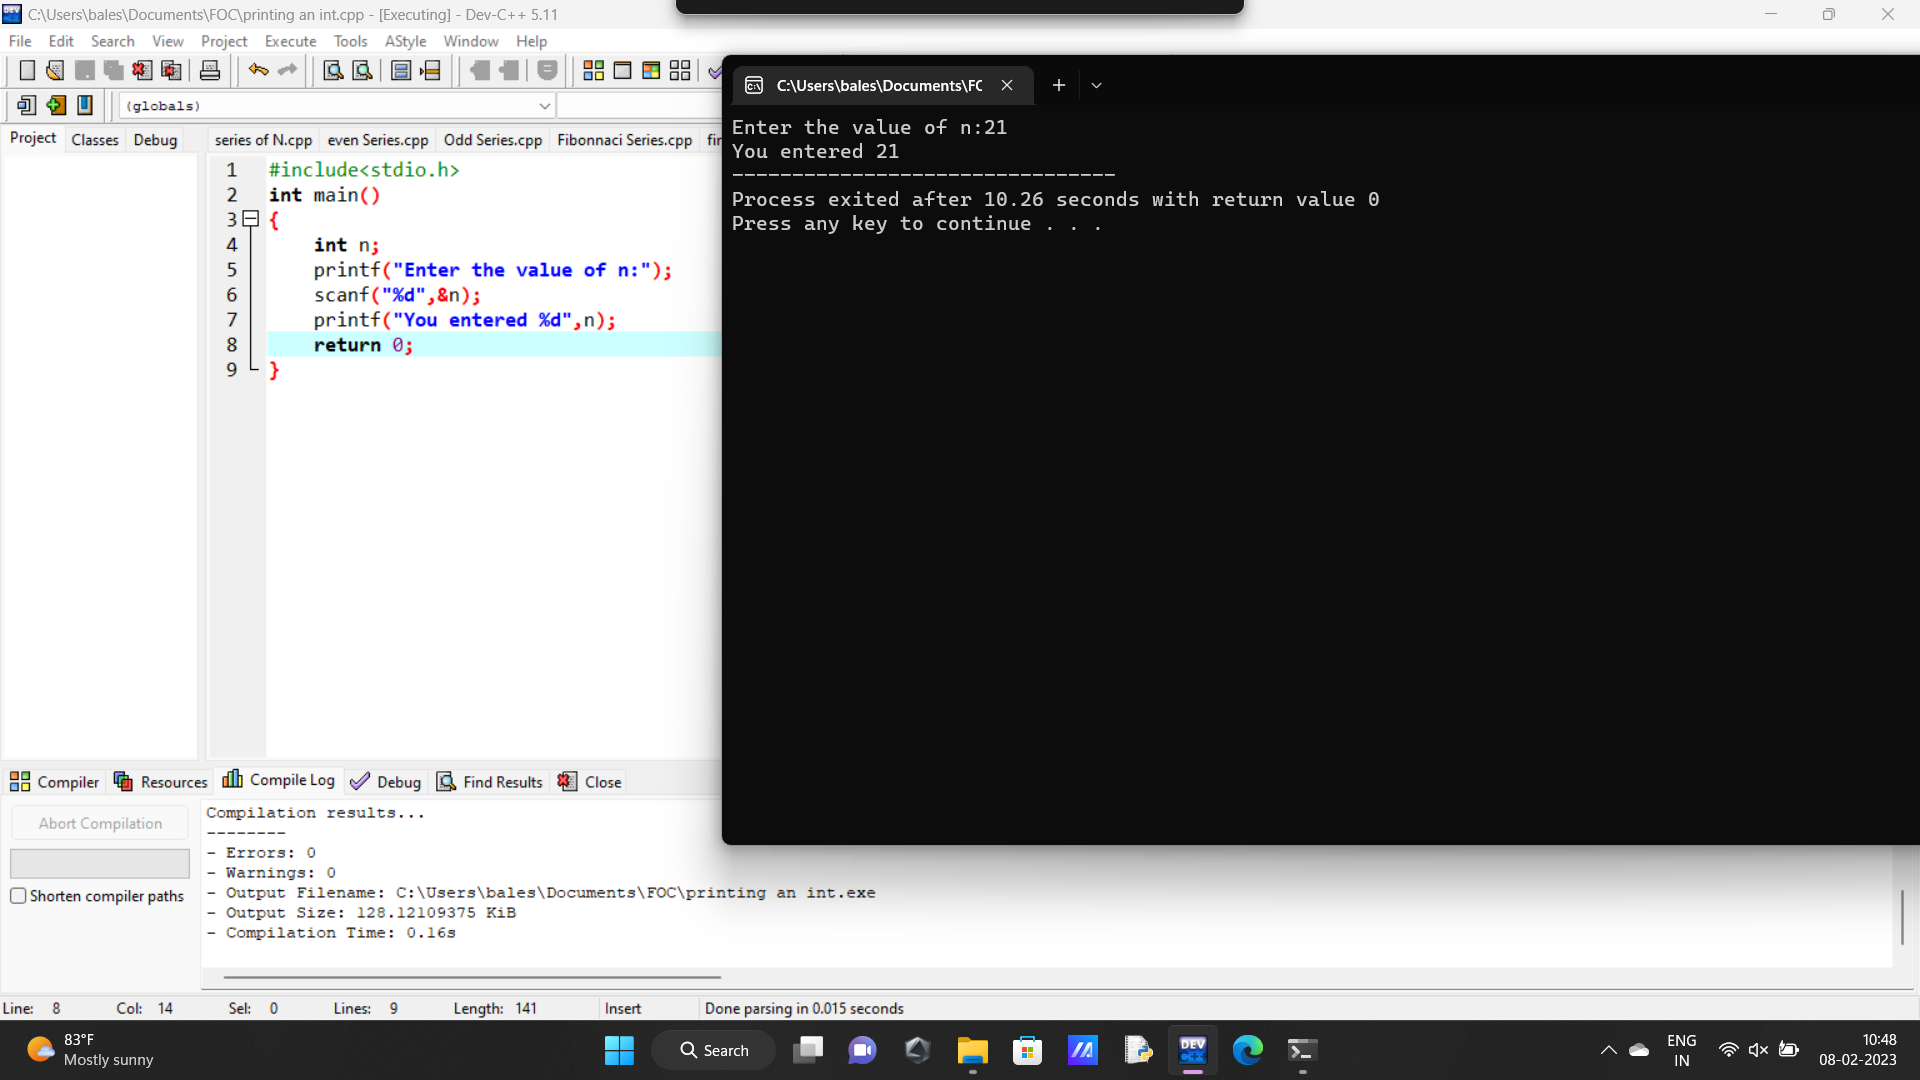 C:\Users\bales\Documents\FOC\printing an int.cpp - [Executing] - Dev-C++ 5.11
File Edit Search View Project Execute Tools AStyle Window Help
(globals)
Project Classes Debug
series of N.cpp even Series.cpp Odd Series.cpp Fibonnaci Series.cpp
1 #include<stdio.h>
2 int main()
3 {
4 int n;
5 printf("Enter the value of n:");
6 scanf("%d",&n);
7 printf("You entered %d",n);
8 return 0;
9 }
C:\Users\bales\Documents\FC
Enter the value of n:21
You entered 21
--------------------------------
Process exited after 10.26 seconds with return value 0
Press any key to continue . . .
Compiler Resources Compile Log Debug Find Results Close
Abort Compilation
Shorten compiler paths
Compilation results...
--------
- Errors: 0
- Warnings: 0
- Output Filename: C:\Users\bales\Documents\FOC\printing an int.exe
- Output Size: 128.12109375 KiB
- Compilation Time: 0.16s
Line: 8 Col: 14 Sel: 0 Lines: 9 Length: 141 Insert Done parsing in 0.015 seconds
83°F
Mostly sunny
Search
DEV
C++
ENG
IN
10:48
08-02-2023